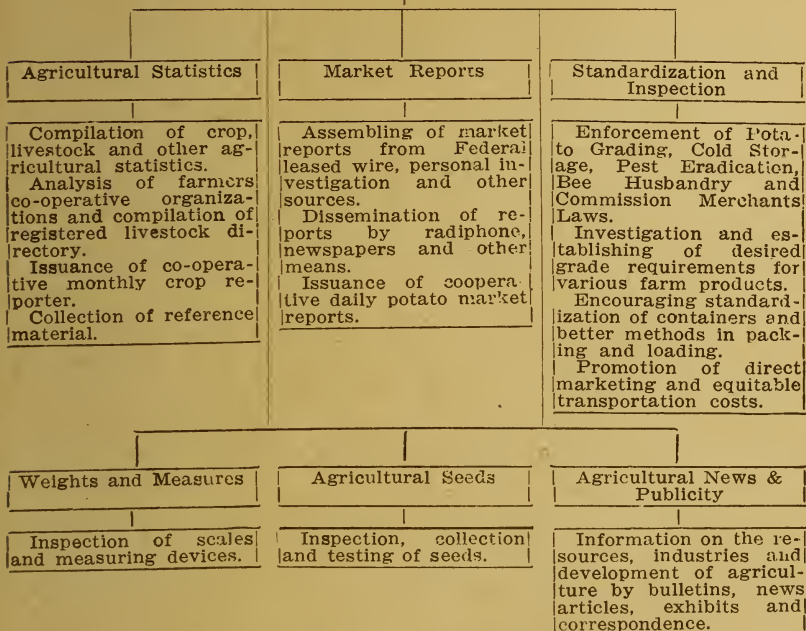 Agricultural Statistics
Compilation of crop,
livestock and other ag-
ricultural statistics.
Analysis of farmers
co-operative organiza-
tions and compilation of
registered livestock di-
rectory.
Issuance of co-opera-
tive monthly crop re-
porter.
Collection of reference
material.
Market Reports
Assembling of market
reports from Federal
leased wire, personal in-
vestigation and other
sources.
Dissemination of re-
ports by radiphone,
newspapers and other
means.
Issuance of coopera-
tive daily potato market
reports.
Standardization and
Inspection
Enforcement of Pota-
to Grading, Cold Stor-
age, Pest Eradication,
Bee Husbandry and
Commission Merchants
Laws.
Investigation and es-
tablishing of desired
grade requirements for
various farm products.
Encouraging standard-
ization of containers and
better methods in pack-
ing and loading.
Promotion of direct
marketing and equitable
transportation costs.
Weights and Measures
Inspection of scales
and measuring devices.
Agricultural Seeds
Inspection, collection
and testing of seeds.
Agricultural News &
Publicity
Information on the re-
sources, industries and
development of agricul-
ture by bulletins, news
articles, exhibits and
correspondence.